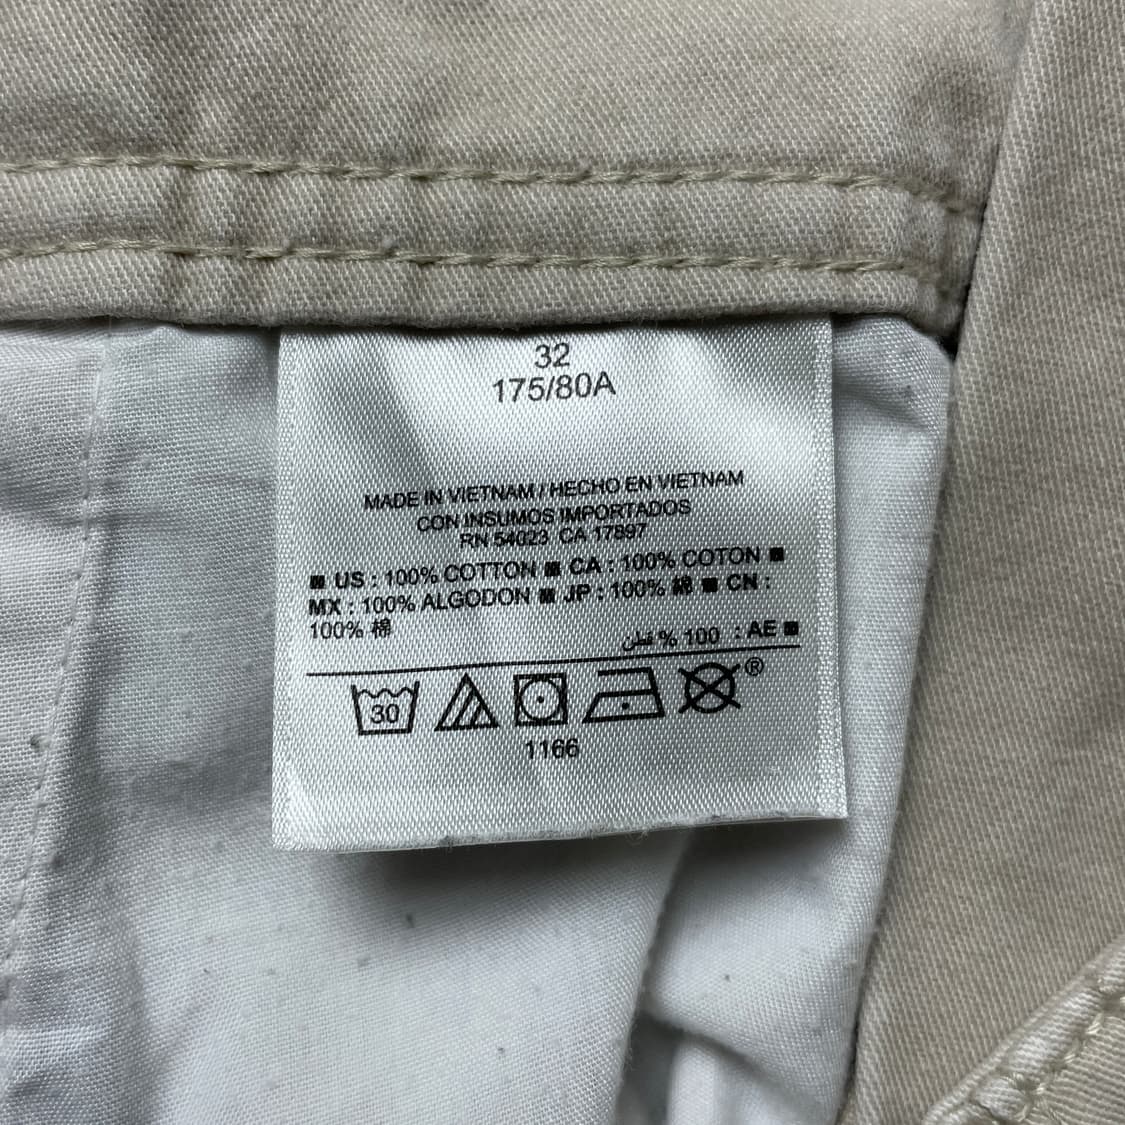 32
175/80A
MADE IN VIETNAM / HECHO EN VIETNAM
CON INSUMOS IMPORTADOS
RN 54023 CA 17897
■ US : 100% COTTON ■ CA : 100% COTON ■
MX : 100% ALGODON ■ JP : 100% 綿 ■ CN :
100% 棉
■ AE : 100 % قطن
30
®
1166